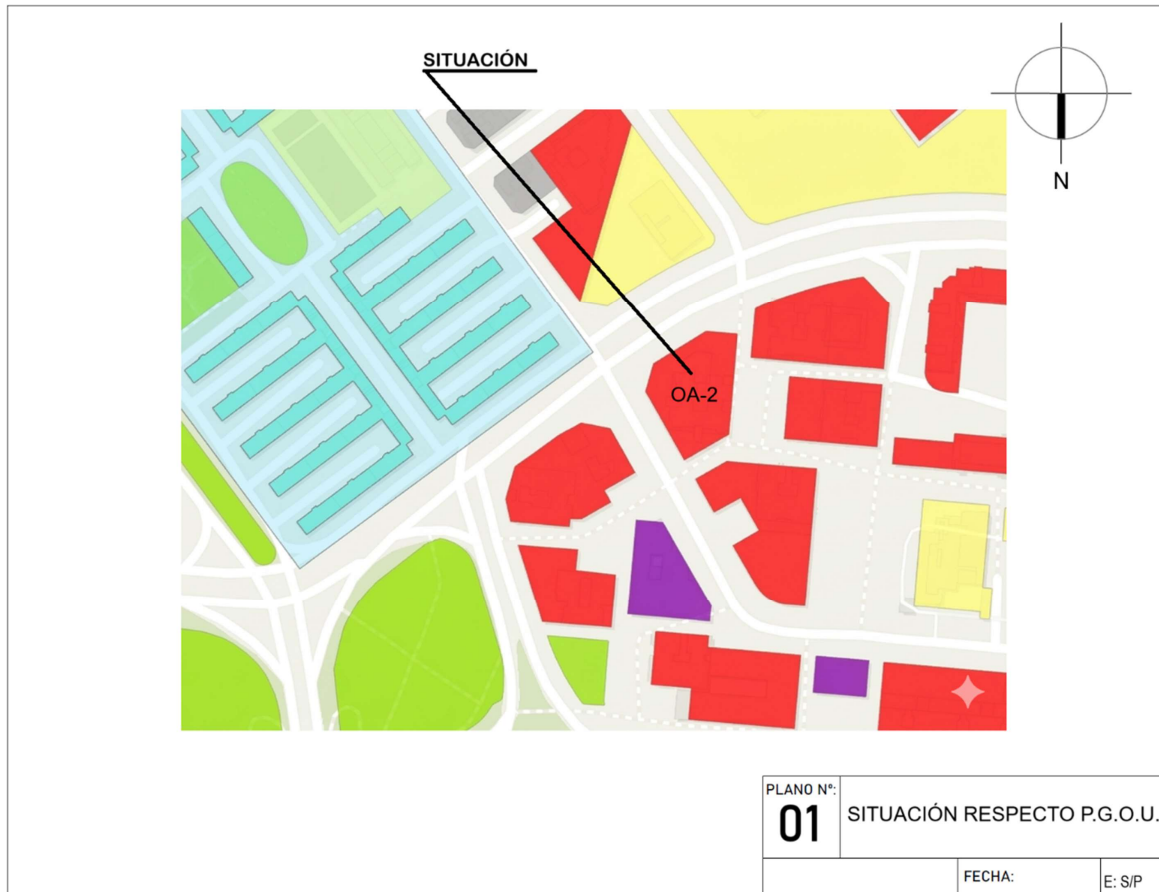 SITUACIÓN
N
OA-2
PLANO Nº:
01
SITUACIÓN RESPECTO P.G.O.U.
FECHA:
E: S/P